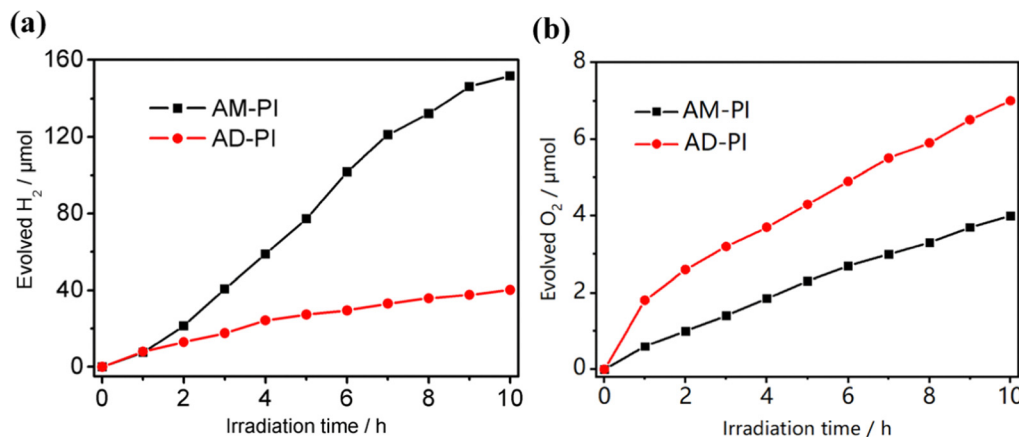 (a)
Evolved H₂ / μmol
160
120
80
40
0
AM-PI
AD-PI
0 2 4 6 8 10
Irradiation time / h
(b)
Evolved O₂ / μmol
8
6
4
2
0
AM-PI
AD-PI
0 2 4 6 8 10
Irradiation time / h